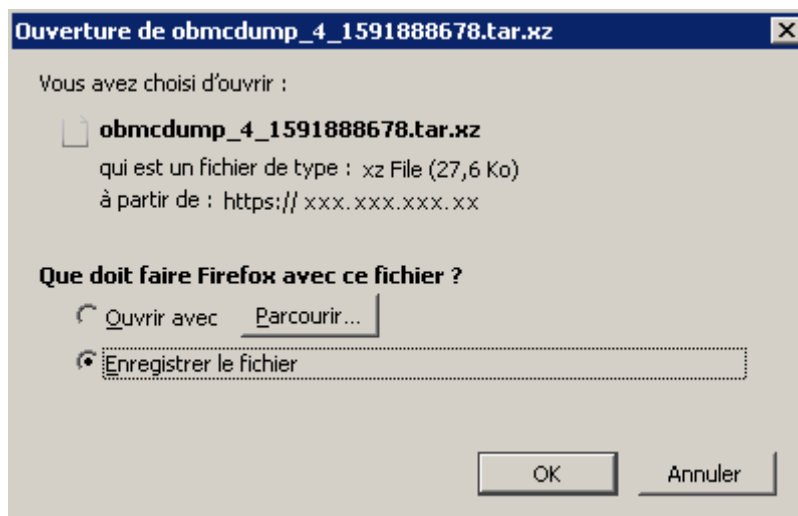 Ouverture de obmcdump_4_1591888678.tar.xz
Vous avez choisi d'ouvrir :
obmcdump_4_1591888678.tar.xz
qui est un fichier de type : xz File (27,6 Ko)
à partir de : https:// xxx.xxx.xxx.xx
Que doit faire Firefox avec ce fichier ?
Ouvrir avec Parcourir...
Enregistrer le fichier
OK Annuler